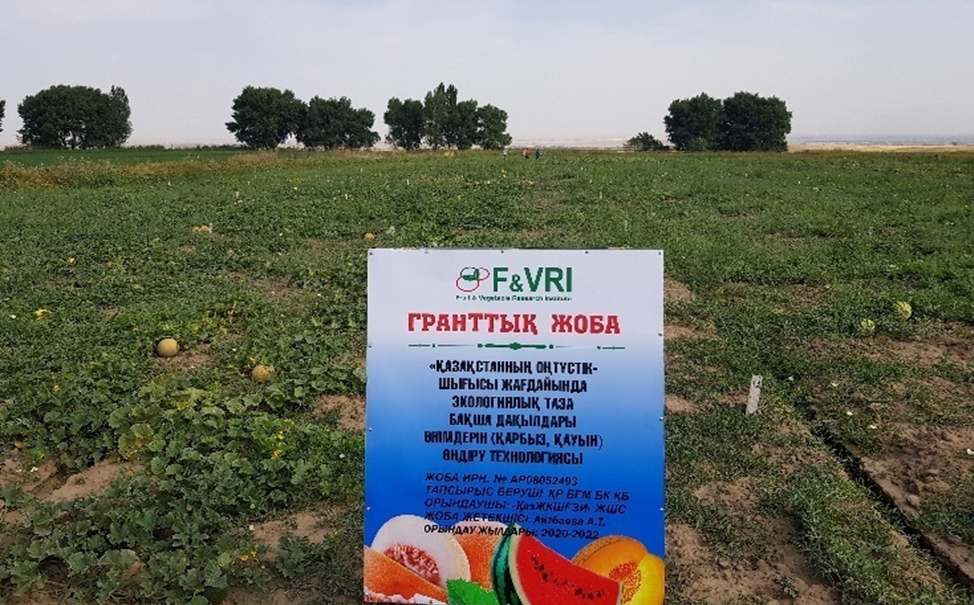 F&VRI
Fruit & Vegetable Research Institute
ГРАНТТЫҚ ЖОБА
«ҚАЗАҚСТАННЫҢ ОҢТҮСТІК-
ШЫҒЫСЫ ЖАҒДАЙЫНДА
ЭКОЛОГИЯЛЫҚ ТАЗА
БАҚША ДАҚЫЛДАРЫ
ӨНІМДЕРІН (ҚАРБЫЗ, ҚАУЫН)
ӨНДІРУ ТЕХНОЛОГИЯСЫ
ЖОБА ИРН: № АР08052493
ТАПСЫРЫС БЕРУШІ: ҚР БҒМ БК ҚБ
ОРЫНДАУШЫ: «ҚазЖКШҒЗИ» ЖШС
ЖОБА ЖЕТЕКШІСІ: Айтбаева А.Т.
ОРЫНДАУ ЖЫЛДАРЫ: 2020-2022